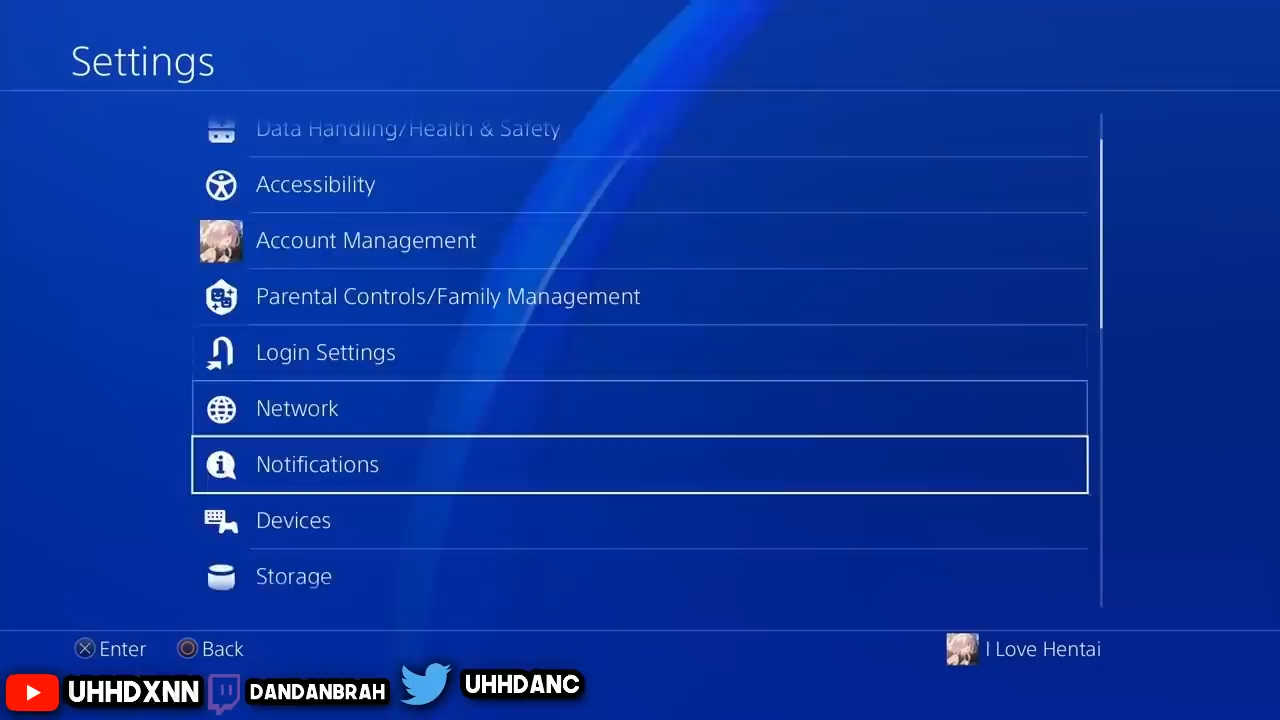 Settings
Data Handling/Health & Safety
Accessibility
Account Management
Parental Controls/Family Management
Login Settings
Network
Notifications
Devices
Storage
Enter Back I Love Hentai
UHHDXNN DANDANBRAH UHHDANC